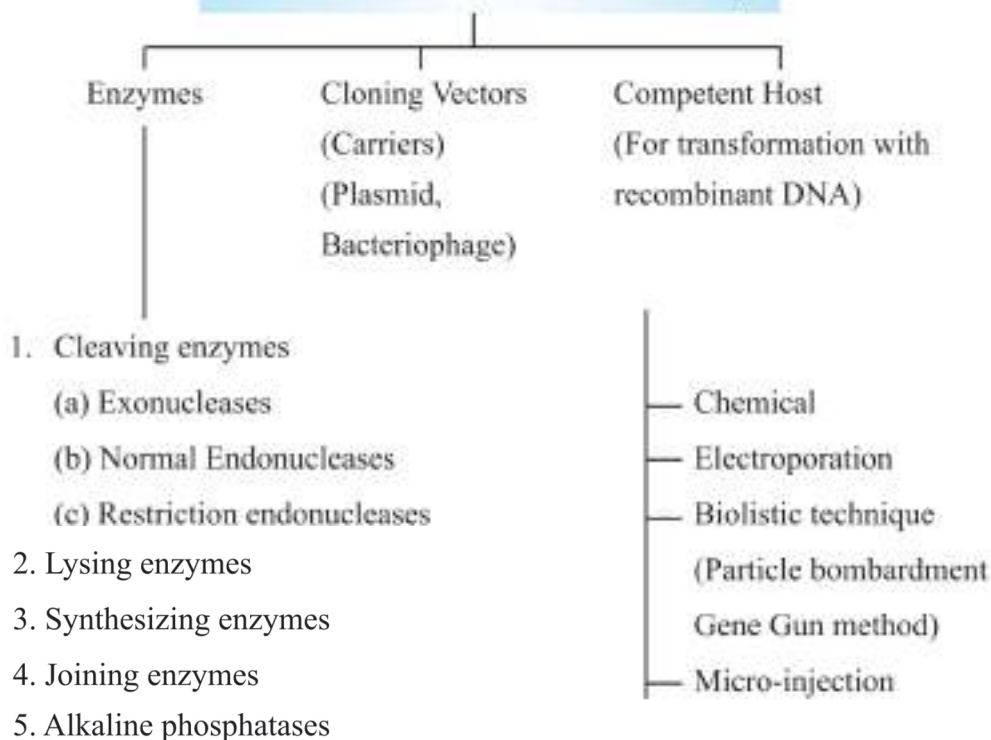 Enzymes
Cloning Vectors
(Carriers)
(Plasmid,
Bacteriophage)
Competent Host
(For transformation with
recombinant DNA)
1. Cleaving enzymes
(a) Exonucleases
(b) Normal Endonucleases
(c) Restriction endonucleases
2. Lysing enzymes
3. Synthesizing enzymes
4. Joining enzymes
5. Alkaline phosphatases
Chemical
Electroporation
Biolistic technique
(Particle bombardment
Gene Gun method)
Micro-injection